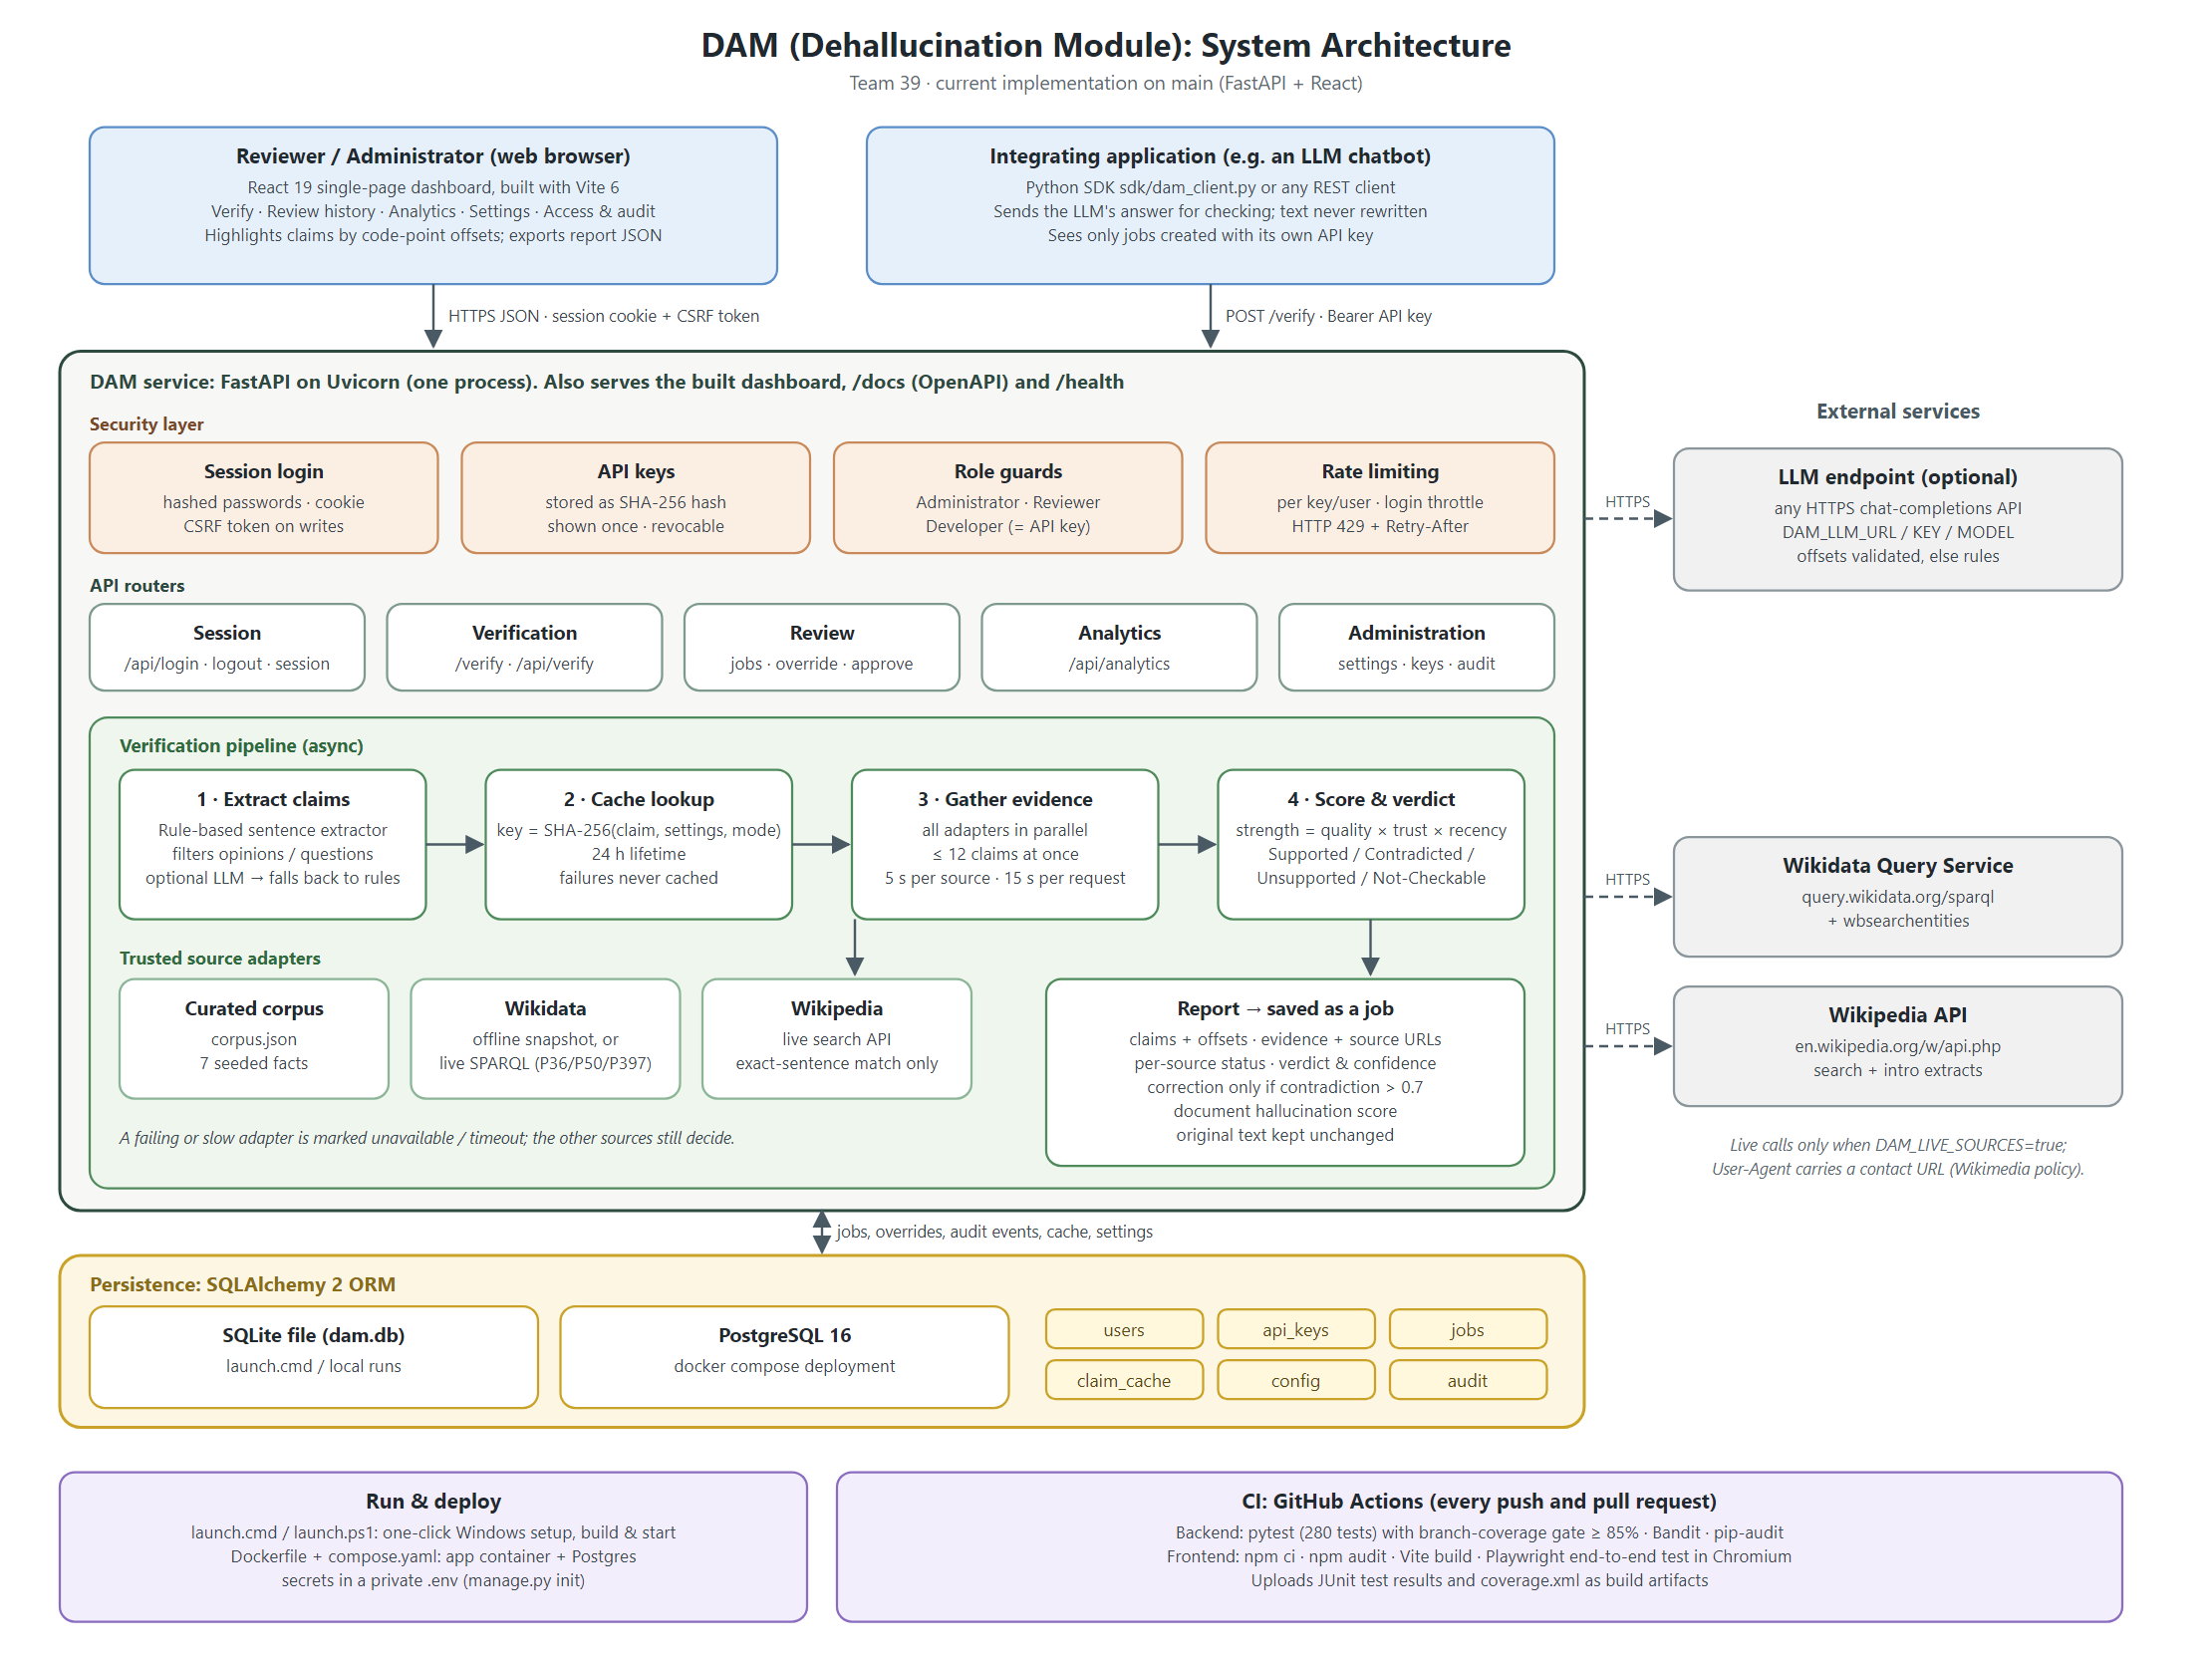 DAM (Dehallucination Module): System Architecture
Team 39 · current implementation on main (FastAPI + React)
Reviewer / Administrator (web browser)
React 19 single-page dashboard, built with Vite 6
Verify · Review history · Analytics · Settings · Access & audit
Highlights claims by code-point offsets; exports report JSON
Integrating application (e.g. an LLM chatbot)
Python SDK sdk/dam_client.py or any REST client
Sends the LLM's answer for checking; text never rewritten
Sees only jobs created with its own API key
HTTPS JSON · session cookie + CSRF token
POST /verify · Bearer API key
DAM service: FastAPI on Uvicorn (one process). Also serves the built dashboard, /docs (OpenAPI) and /health
Security layer
Session login
hashed passwords · cookie
CSRF token on writes
API keys
stored as SHA-256 hash
shown once · revocable
Role guards
Administrator · Reviewer
Developer (= API key)
Rate limiting
per key/user · login throttle
HTTP 429 + Retry-After
API routers
Session
/api/login · logout · session
Verification
/verify · /api/verify
Review
jobs · override · approve
Analytics
/api/analytics
Administration
settings · keys · audit
Verification pipeline (async)
1 · Extract claims
Rule-based sentence extractor
filters opinions / questions
optional LLM → falls back to rules
2 · Cache lookup
key = SHA-256(claim, settings, mode)
24 h lifetime
failures never cached
3 · Gather evidence
all adapters in parallel
≤ 12 claims at once
5 s per source · 15 s per request
4 · Score & verdict
strength = quality × trust × recency
Supported / Contradicted /
Unsupported / Not-Checkable
Trusted source adapters
Curated corpus
corpus.json
7 seeded facts
Wikidata
offline snapshot, or
live SPARQL (P36/P50/P397)
Wikipedia
live search API
exact-sentence match only
Report → saved as a job
claims + offsets · evidence + source URLs
per-source status · verdict & confidence
correction only if contradiction > 0.7
document hallucination score
original text kept unchanged
A failing or slow adapter is marked unavailable / timeout; the other sources still decide.
External services
HTTPS
LLM endpoint (optional)
any HTTPS chat-completions API
DAM_LLM_URL / KEY / MODEL
offsets validated, else rules
HTTPS
Wikidata Query Service
query.wikidata.org/sparql
+ wbsearchentities
HTTPS
Wikipedia API
en.wikipedia.org/w/api.php
search + intro extracts
Live calls only when DAM_LIVE_SOURCES=true;
User-Agent carries a contact URL (Wikimedia policy).
jobs, overrides, audit events, cache, settings
Persistence: SQLAlchemy 2 ORM
SQLite file (dam.db)
launch.cmd / local runs
PostgreSQL 16
docker compose deployment
users
api_keys
jobs
claim_cache
config
audit
Run & deploy
launch.cmd / launch.ps1: one-click Windows setup, build & start
Dockerfile + compose.yaml: app container + Postgres
secrets in a private .env (manage.py init)
CI: GitHub Actions (every push and pull request)
Backend: pytest (280 tests) with branch-coverage gate ≥ 85% · Bandit · pip-audit
Frontend: npm ci · npm audit · Vite build · Playwright end-to-end test in Chromium
Uploads JUnit test results and coverage.xml as build artifacts